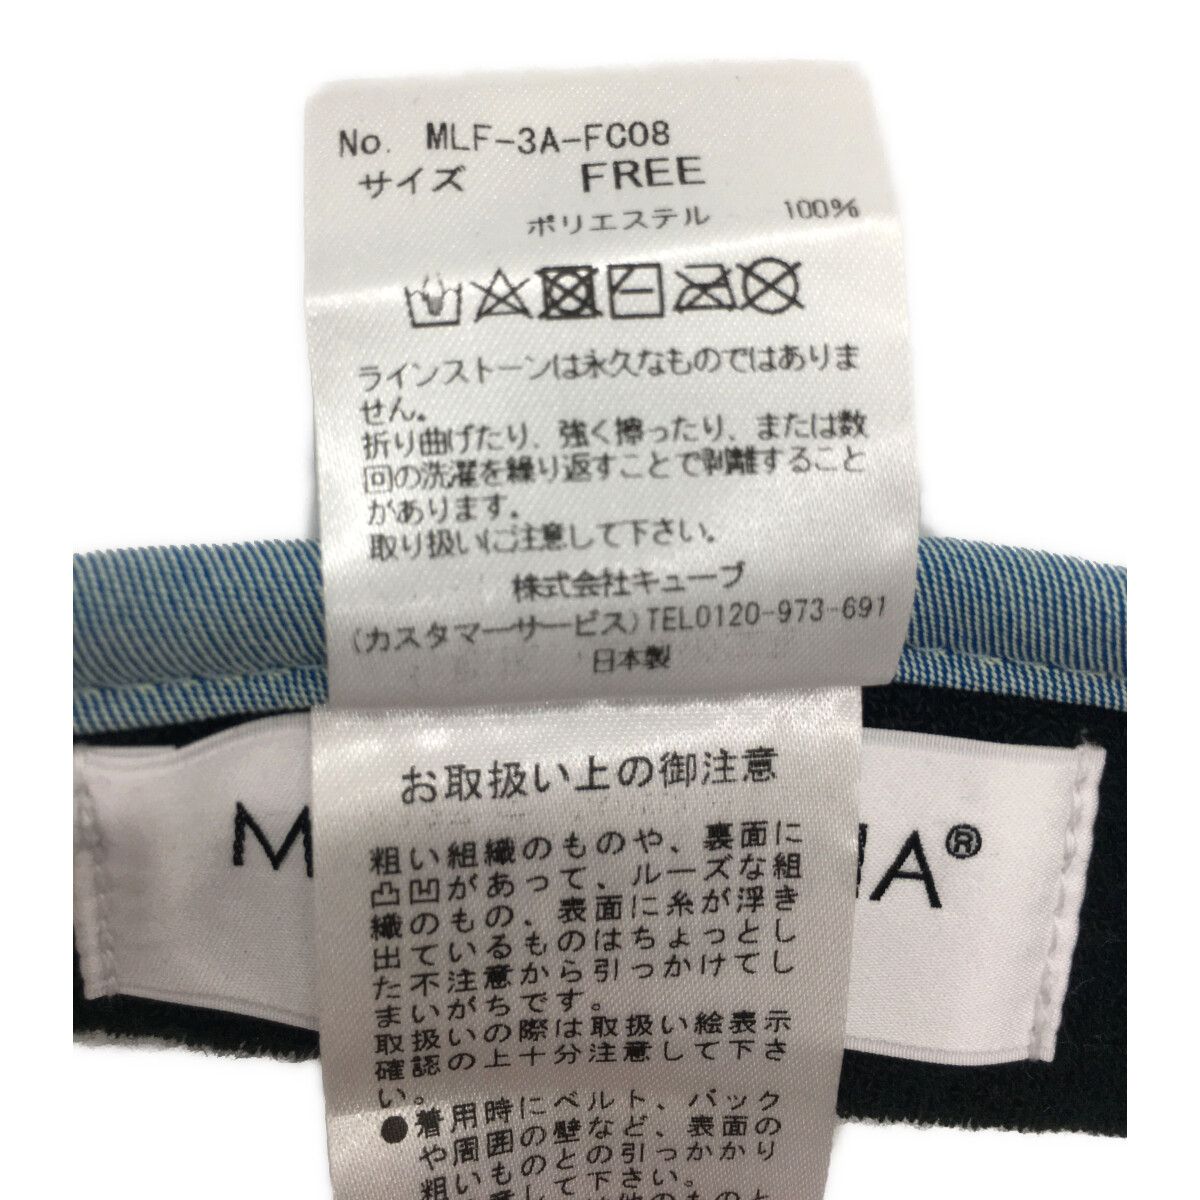 No. MLF-3A-FC08
サイズ FREE
ポリエステル 100%
ラインストーンは永久なものではありま
せん。
折り曲げたり、強く擦ったり、または数
回の洗濯を繰り返すことで剥離すること
があります。
取り扱いに注意して下さい。
株式会社キューブ
(カスタマーサービス)TEL0120-973-691
日本製
お取扱い上の御注意
粗い組織のものや、裏面に
凸凹があって、ルーズな組
織のもの、表面に糸が浮き
出ているものはちょっとし
た不注意から引っかけてし
まいがちです。
取扱いの際は取扱い絵表示
確認の上十分注意して下さ
い。
●着用時にベルト、バック
や周囲の壁など、表面の
粗いものとの引っかかり